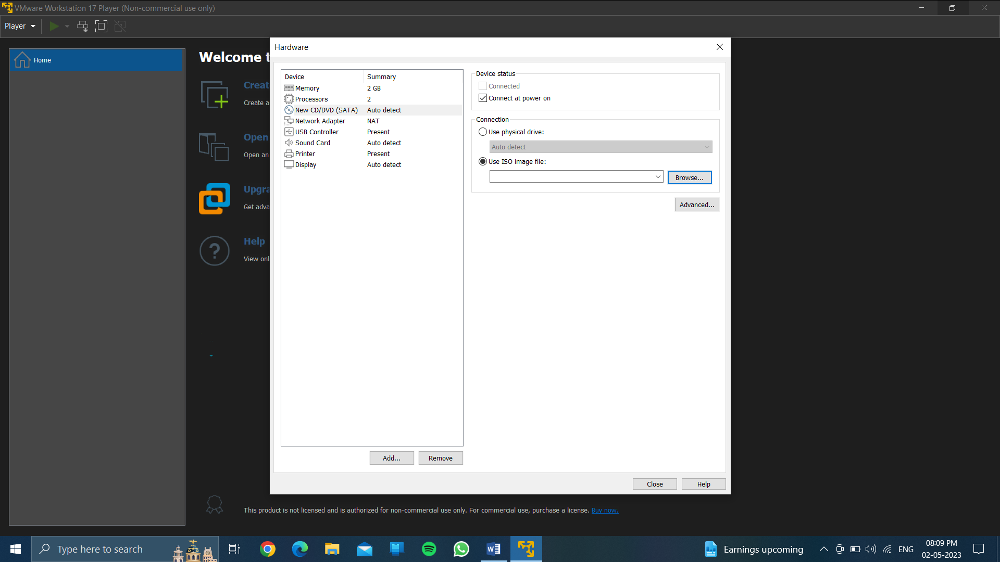 VMware Workstation 17 Player (Non-commercial use only)
Player
Home
Welcome t
Creat
Create a
Open
Open an
Upgra
Get adva
Help
View onl
Hardware
Device Summary
Memory 2 GB
Processors 2
New CD/DVD (SATA) Auto detect
Network Adapter NAT
USB Controller Present
Sound Card Auto detect
Printer Present
Display Auto detect
Add... Remove
Device status
Connected
Connect at power on
Connection
Use physical drive:
Auto detect
Use ISO image file:
Browse...
Advanced...
Close Help
This product is not licensed and is authorized for non-commercial use only. For commercial use, purchase a license. Buy now.
Type here to search
Earnings upcoming
ENG
08:09 PM
02-05-2023